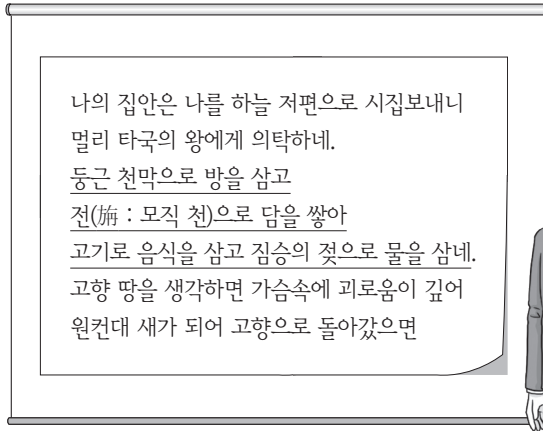 나의 집안은 나를 하늘 저편으로 시집보내니
멀리 타국의 왕에게 의탁하네.
둥근 천막으로 방을 삼고
전(旃 : 모직 천)으로 담을 쌓아
고기로 음식을 삼고 짐승의 젖으로 물을 삼네.
고향 땅을 생각하면 가슴속에 괴로움이 깊어
원컨대 새가 되어 고향으로 돌아갔으면